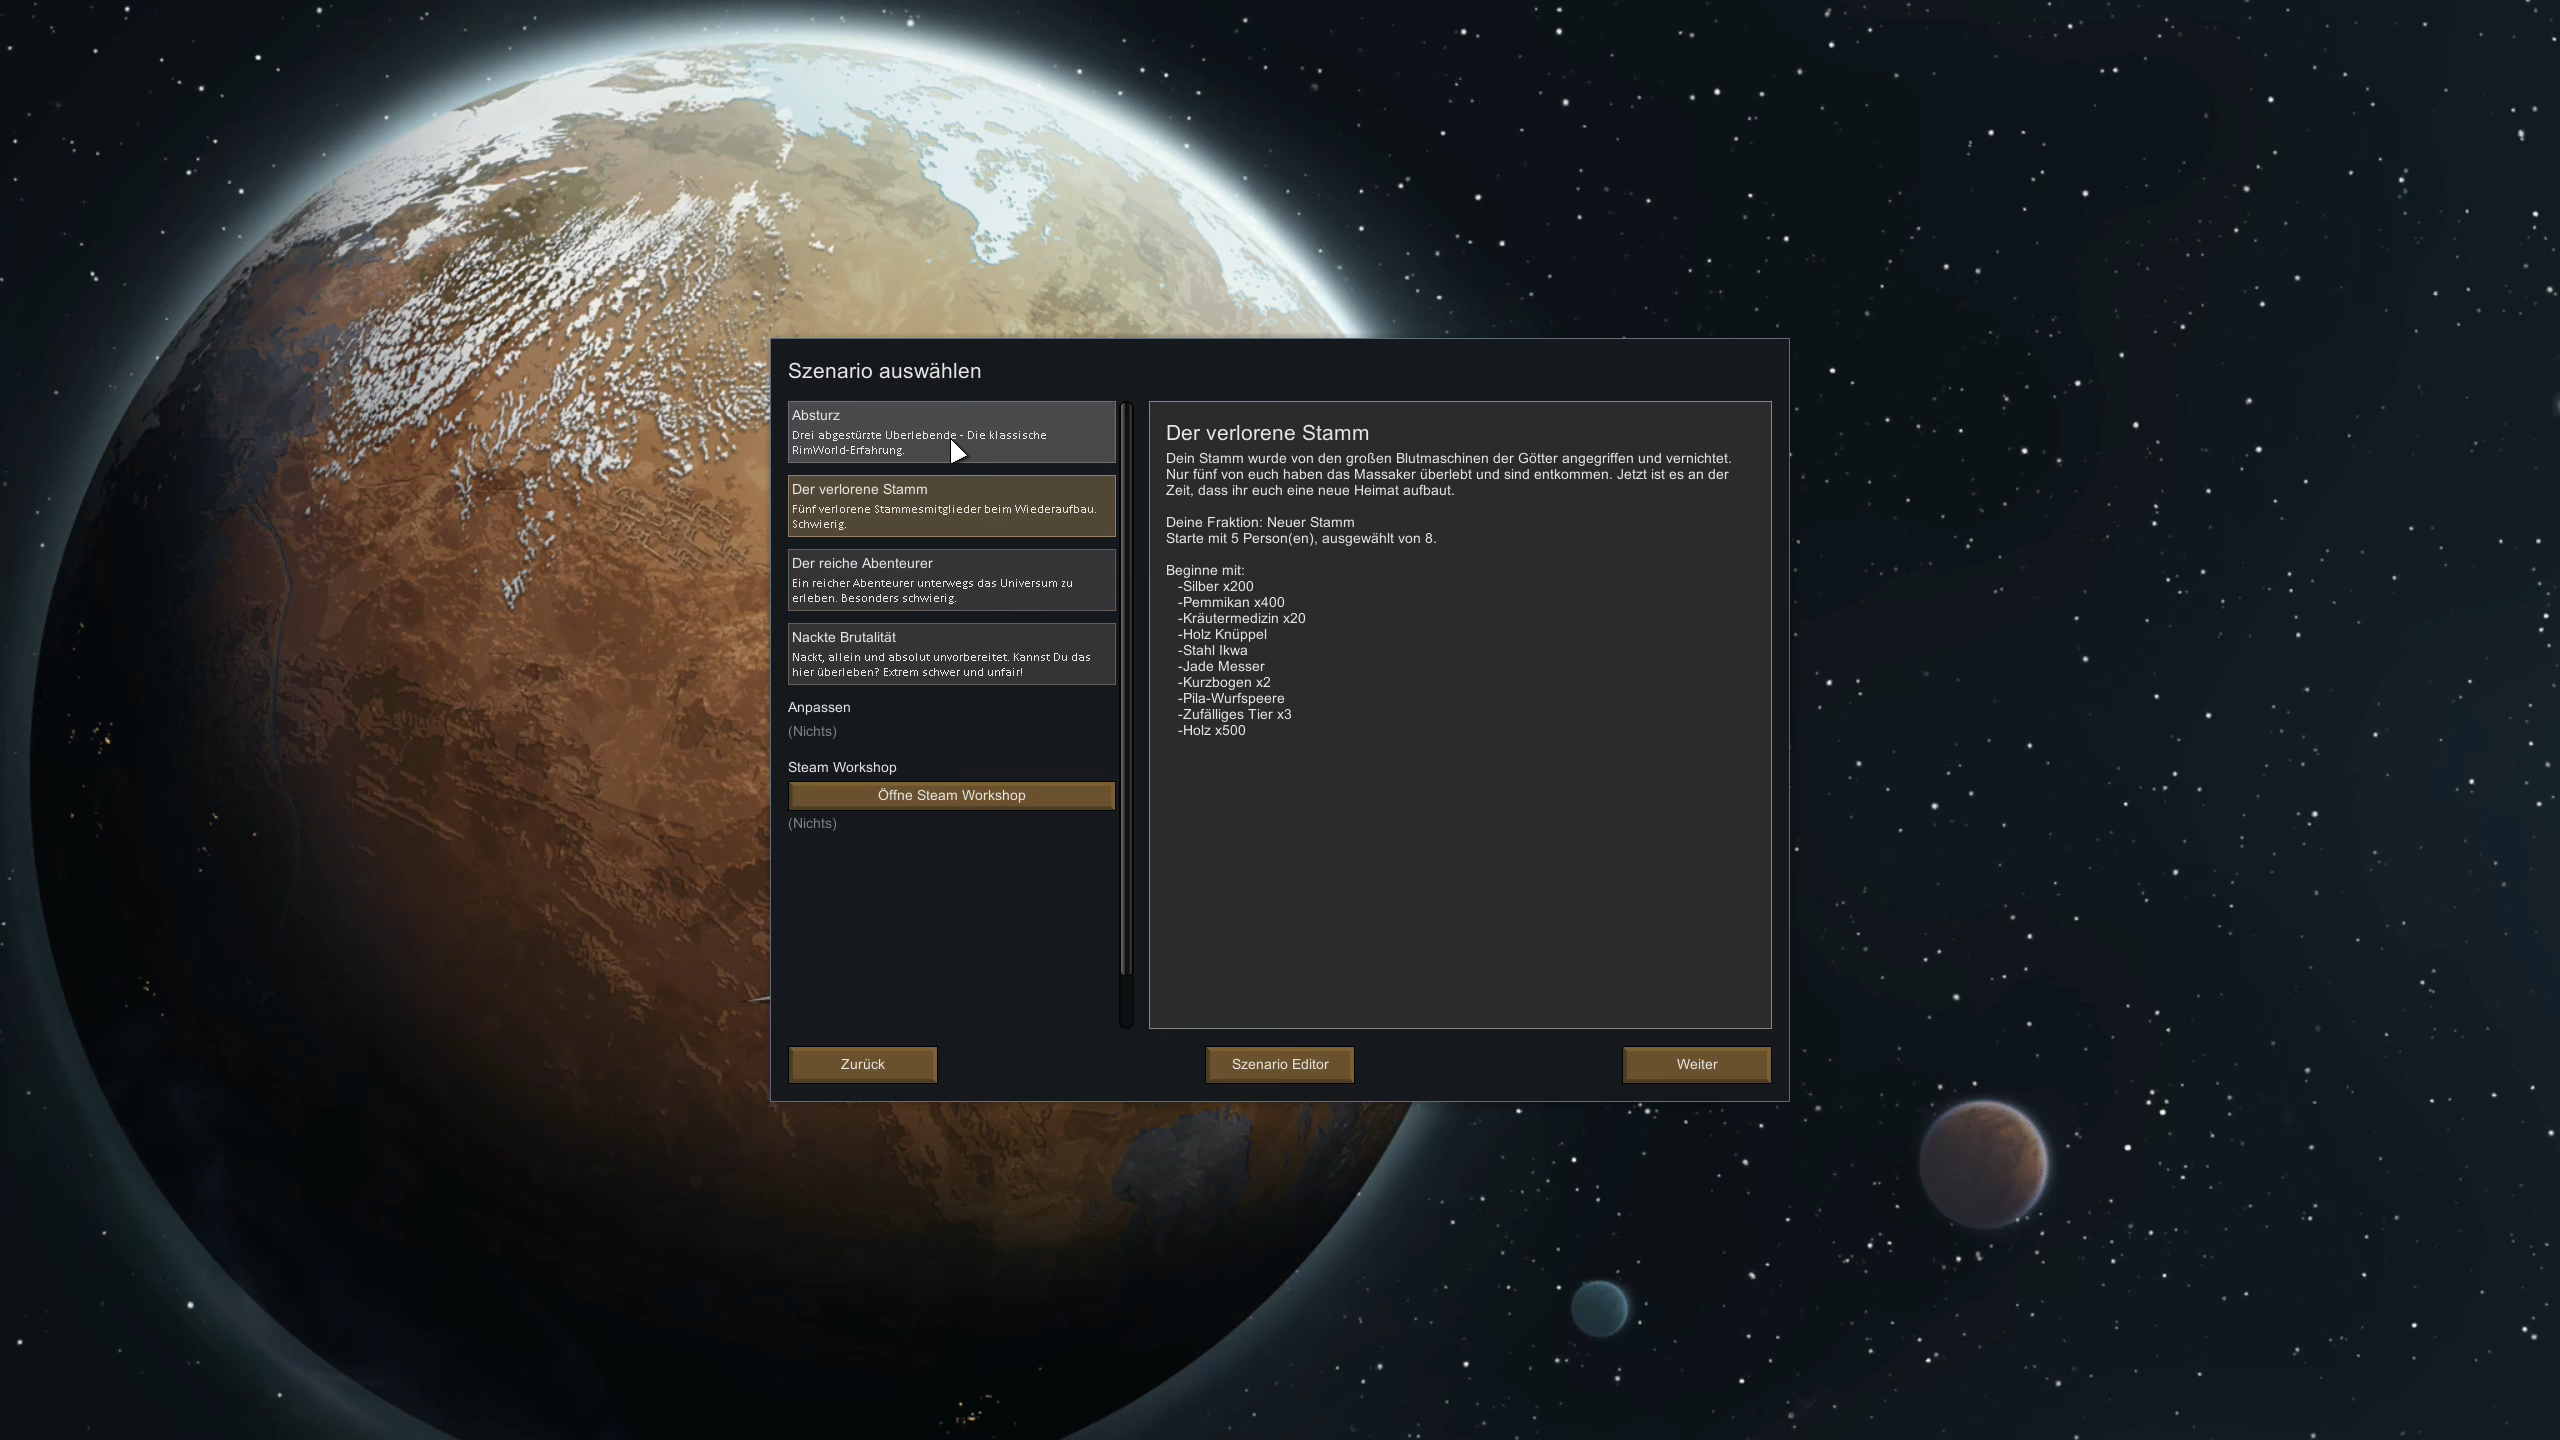 Szenario auswählen
Absturz
Drei abgestürzte Überlebende - Die klassische
RimWorld-Erfahrung.
Der verlorene Stamm
Fünf verlorene Stammesmitglieder beim Wiederaufbau.
Schwierig.
Der reiche Abenteurer
Ein reicher Abenteurer unterwegs das Universum zu
erleben. Besonders schwierig.
Nackte Brutalität
Nackt, allein und absolut unvorbereitet. Kannst Du das
hier überleben? Extrem schwer und unfair!
Anpassen
(Nichts)
Steam Workshop
Öffne Steam Workshop
(Nichts)
Der verlorene Stamm
Dein Stamm wurde von den großen Blutmaschinen der Götter angegriffen und vernichtet.
Nur fünf von euch haben das Massaker überlebt und sind entkommen. Jetzt ist es an der
Zeit, dass ihr euch eine neue Heimat aufbaut.
Deine Fraktion: Neuer Stamm
Starte mit 5 Person(en), ausgewählt von 8.
Beginne mit:
-Silber x200
-Pemmikan x400
-Kräutermedizin x20
-Holz Knüppel
-Stahl Ikwa
-Jade Messer
-Kurzbogen x2
-Pila-Wurfspeere
-Zufälliges Tier x3
-Holz x500
Zurück
Szenario Editor
Weiter